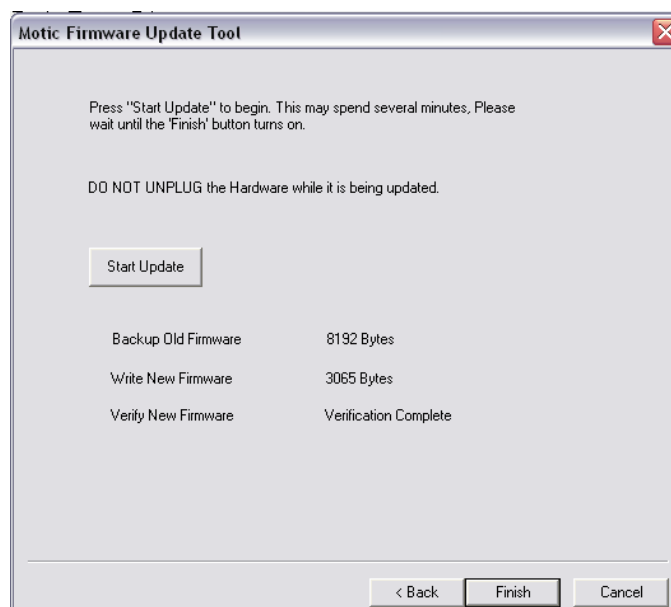 Motic Firmware Update Tool
Press "Start Update" to begin. This may spend several minutes, Please
wait until the 'Finish' button turns on.
DO NOT UNPLUG the Hardware while it is being updated.
Start Update
Backup Old Firmware 8192 Bytes
Write New Firmware 3065 Bytes
Verify New Firmware Verification Complete
< Back Finish Cancel